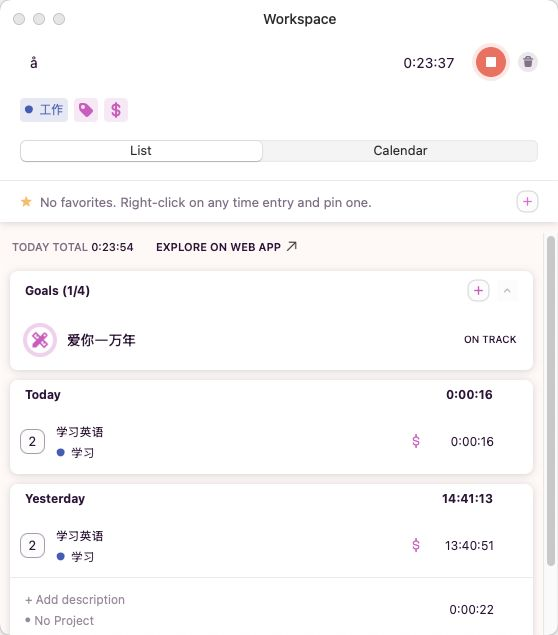 Workspace
å 0:23:37
工作 $
List Calendar
No favorites. Right-click on any time entry and pin one.
TODAY TOTAL 0:23:54 EXPLORE ON WEB APP
Goals (1/4)
爱你一万年 ON TRACK
Today 0:00:16
2 学习英语 $ 0:00:16
学习
Yesterday 14:41:13
2 学习英语 $ 13:40:51
学习
+ Add description 0:00:22
• No Project